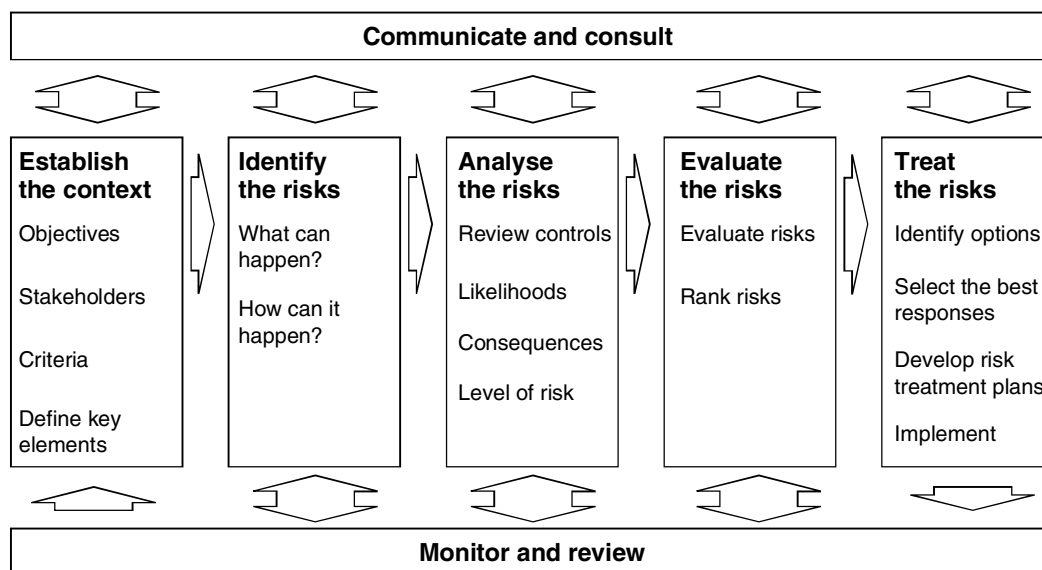 Communicate and consult
Establish
the context
Objectives
Stakeholders
Criteria
Define key
elements
Identify
the risks
What can
happen?
How can it
happen?
Analyse
the risks
Review controls
Likelihoods
Consequences
Level of risk
Evaluate
the risks
Evaluate risks
Rank risks
Treat
the risks
Identify options
Select the best
responses
Develop risk
treatment plans
Implement
Monitor and review